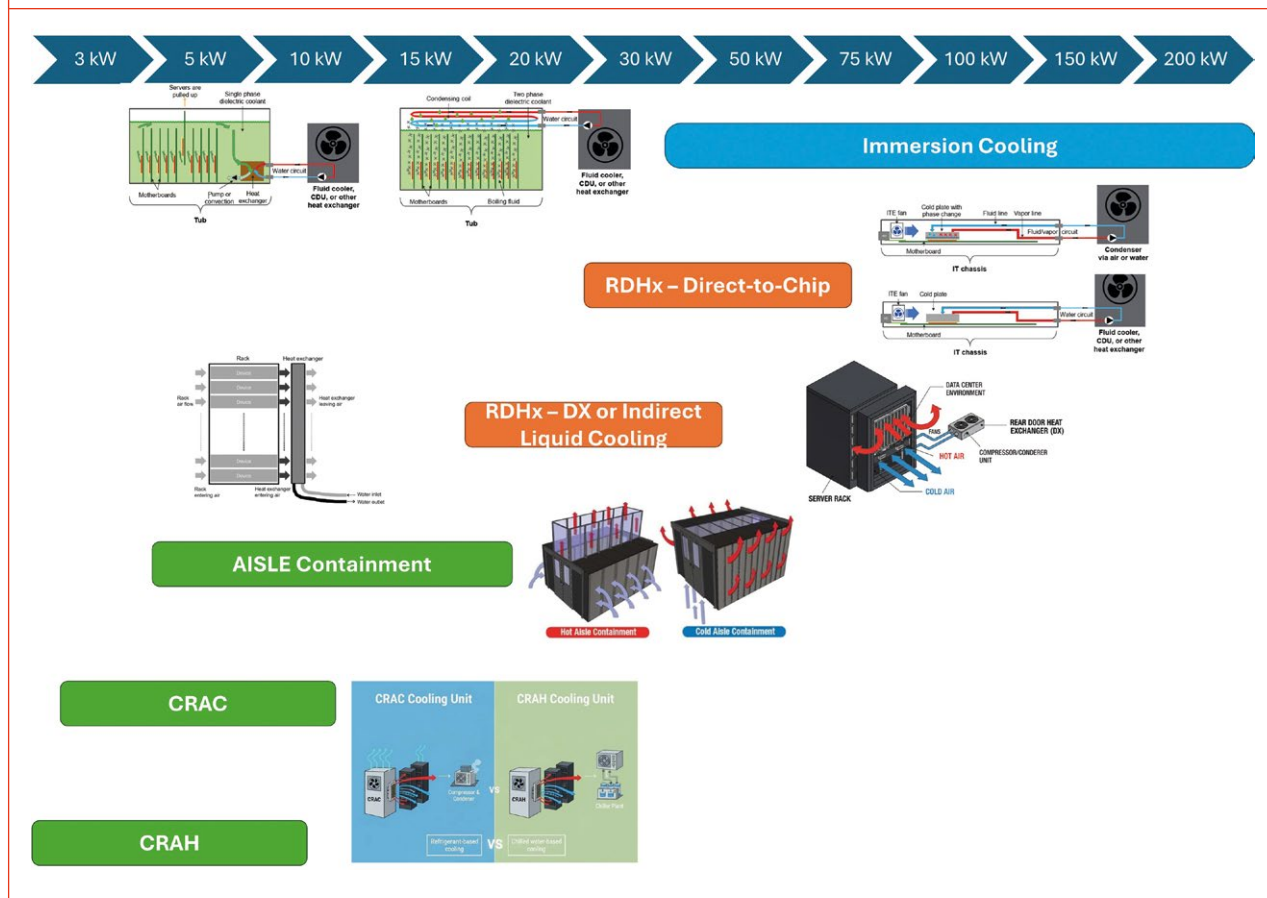 3 kW
5 kW
10 kW
15 kW
20 kW
30 kW
50 kW
75 kW
100 kW
150 kW
200 kW
Servers are
pulled up
Single phase
dielectric coolant
Water circuit
Motherboards
Pump or
convection
Heat
exchanger
Tub
Fluid cooler,
CDU, or other
heat exchanger
Condensing coil
Two phase
dielectric coolant
Water circuit
Motherboards
Boiling fluid
Tub
Fluid cooler,
CDU, or other
heat exchanger
Immersion Cooling
ITE fan
Cold plate with
phase change
Fluid line
Vapor line
Fluid/vapor circuit
Motherboard
IT chassis
Condenser
via air or water
RDHx – Direct-to-Chip
ITE fan
Cold plate
Water circuit
Motherboard
IT chassis
Fluid cooler,
CDU, or other
heat exchanger
Rack
Heat exchanger
Device
Device
Device
Rack
air flow
Heat exchanger
leaving air
Device
Device
Rack
entering air
Heat exchanger
entering air
Water inlet
Water outlet
RDHx – DX or Indirect
Liquid Cooling
DATA CENTER
ENVIRONMENT
FANS
REAR DOOR HEAT
EXCHANGER (DX)
COMPRESSOR/CONDERER
UNIT
HOT AIR
COLD AIR
SERVER RACK
AISLE Containment
Hot Aisle Containment
Cold Aisle Containment
CRAC
CRAC Cooling Unit
CRAH Cooling Unit
CRAC
Compressor &
Condenser
VS
CRAH
Chiller Plant
Refrigerant-based
cooling
VS
Chilled water-based
cooling
CRAH